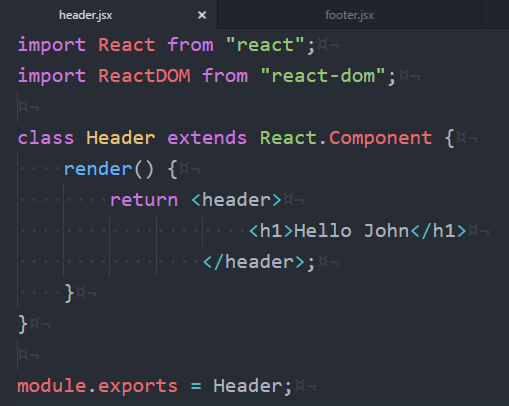 header.jsx × footer.jsx
import React from "react";¤¬
import ReactDOM from "react-dom";¤¬
¤¬
class Header extends React.Component {¤¬
····render() {¤¬
········return <header>¤¬
····················<h1>Hello John</h1>¤¬
················</header>;¤¬
····}¤¬
}¤¬
¤¬
module.exports = Header;¤¬